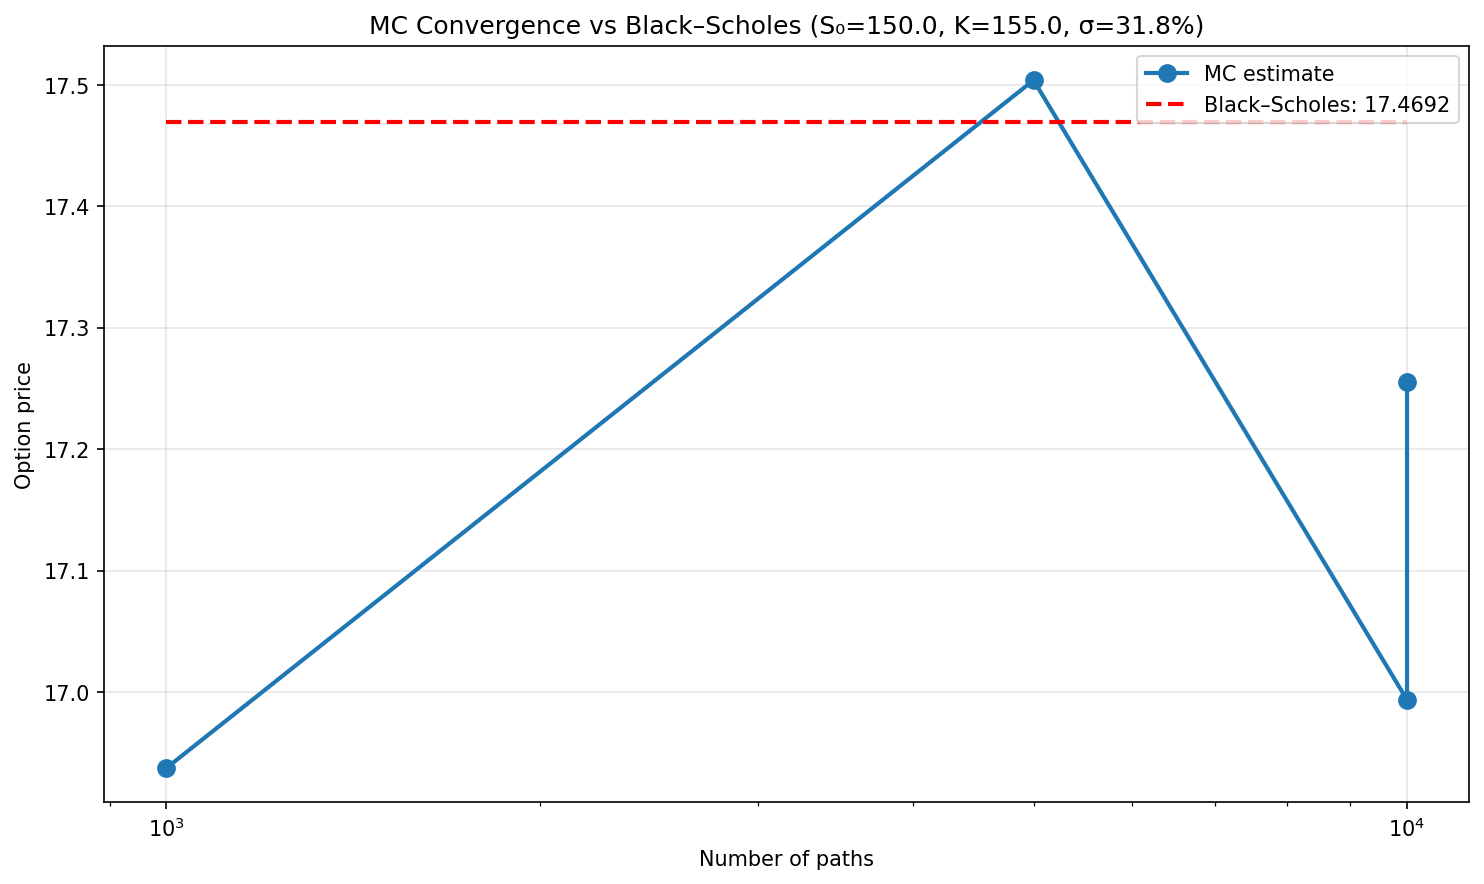 MC Convergence vs Black–Scholes (S₀=150.0, K=155.0, σ=31.8%)
MC estimate
Black–Scholes: 17.4692
17.5
17.4
17.3
17.2
17.1
17.0
Option price
10³ 10⁴
Number of paths